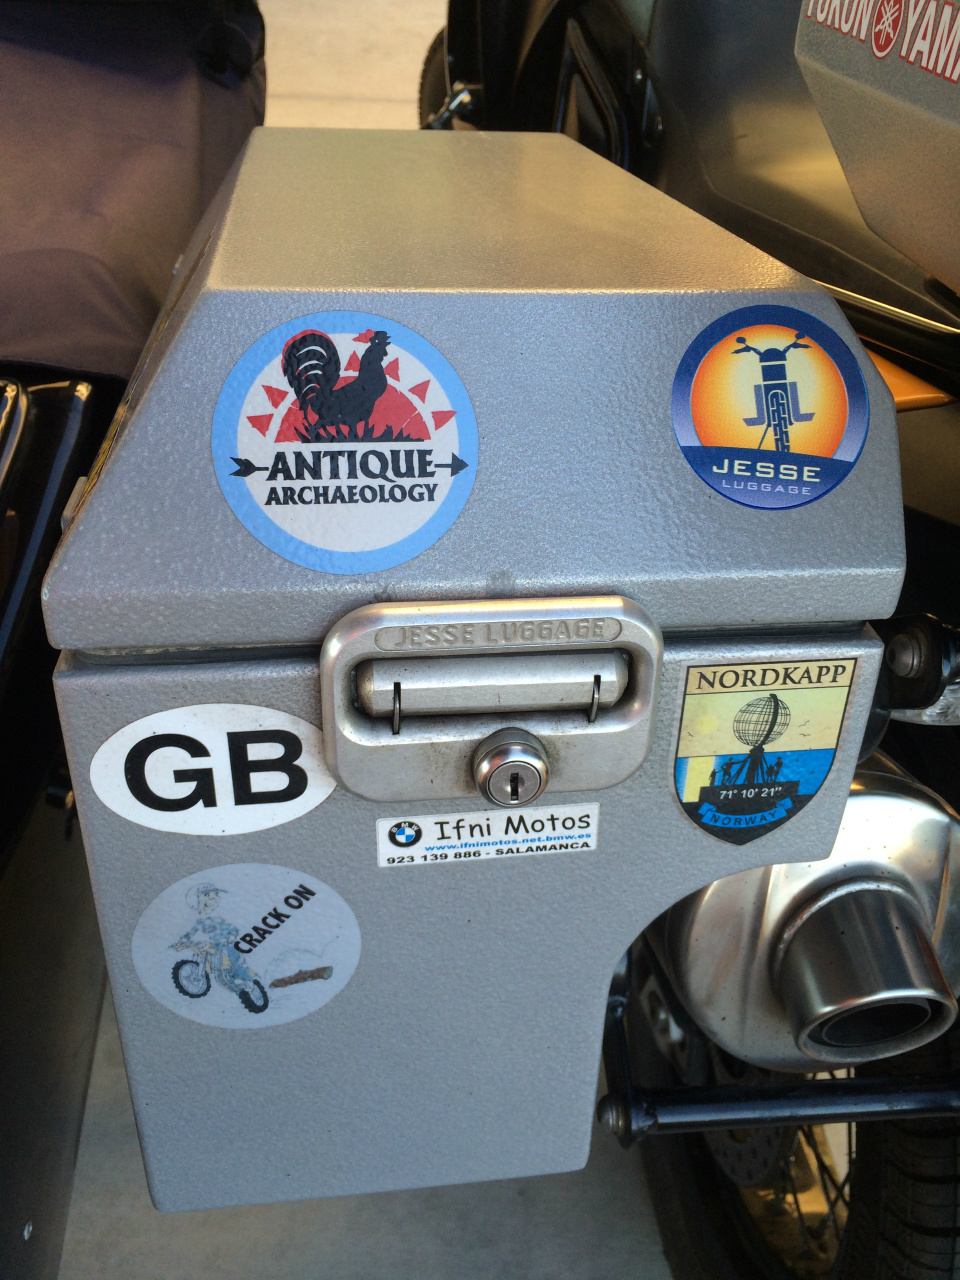 YUKON YAMA
ANTIQUE
ARCHAEOLOGY
JESSE
LUGGAGE
JESSE LUGGAGE
NORDKAPP
71° 10' 21"
NORWAY
GB
BMW
Ifni Motos
www.ifnimotos.net.bmw.es
923 139 886 - SALAMANCA
CRACK ON